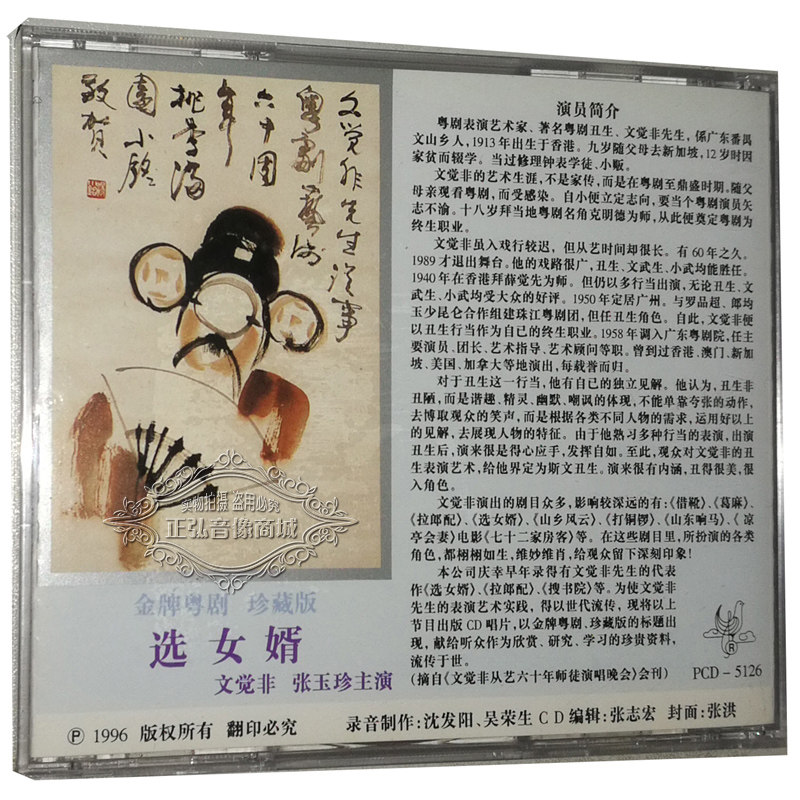 文觉非先生从事
粤剧艺术
六十周
年
桃李满
园 小鸣
敬贺
演员简介
粤剧表演艺术家、著名粤剧丑生、文觉非先生,係广东番禺
文山乡人,1913年出生于香港。九岁随父母去新加坡,12岁时因
家贫而辍学。当过修理钟表学徒、小贩。
文觉非的艺术生涯,不是家传,而是在粤剧至鼎盛时期。随父
母亲观看粤剧,而受感染。自小便立定志向,要当个粤剧演员矢
志不渝。十八岁拜当地粤剧名角克明德为师,从此便奠定粤剧为
终生职业。
文觉非虽入戏行较迟,但从艺时间却很长。有60年之久。
1989才退出舞台。他的戏路很广,丑生、文武生、小武均能胜任。
1940年在香港拜薛觉先为师。但仍以多行当出演,无论丑生、文
武生、小武均受大众的好评。1950年定居广州。与罗品超、郎均
玉少昆仑合作组建珠江粤剧团,但任丑生角色。自此,文觉非便
以丑生行当作为自己的终生职业。1958年调入广东粤剧院,任主
要演员、团长、艺术指导、艺术顾问等职。曾到过香港、澳门、新加
坡、美国、加拿大等地演出,每载誉而归。
对于丑生这一行当,他有自己的独立见解。他认为,丑生非
丑陋,而是谐趣、精灵、幽默、嘲讽的体现,不能单靠夸张的动作,
去博取观众的笑声,而是根据各类不同人物的需求,运用好以上
的见解,去展现人物的特征。由于他熟习多种行当的表演,出演
丑生后,演来很是得心应手,发挥自如。至此,观众对文觉非的丑
生表演艺术,给他界定为斯文丑生。演来很有内涵,丑得很美,很
入角色。
文觉非演出的剧目众多,影响较深远的有:《借靴》、《葛麻》、
《拉郎配》、《选女婿》、《山乡风云》、《打铜锣》、《山东响马》、《凉
亭会妻》电影《七十二家房客》等。在这些剧目里,所扮演的各类
角色,都栩栩如生,维妙维肖,给观众留下深刻印象!
本公司庆幸早年录得有文觉非先生的代表
作《选女婿》、《拉郎配》、《搜书院》等。为使文觉非
先生的表演艺术实践,得以世代流传,现将以上
节目出版CD唱片,以金牌粤剧、珍藏版的标题出
现,献给听众作为欣赏、研究、学习的珍贵资料,
流传于世。
(摘自《文觉非从艺六十年师徒演唱晚会》会刊)
实物拍摄 盗用必究
正弘音像商城
金牌粤剧 珍藏版
选女婿
文觉非 张玉珍主演
R
PCD-5126
Ⓟ 1996 版权所有 翻印必究 录音制作:沈发阳、吴荣生CD编辑:张志宏 封面:张洪